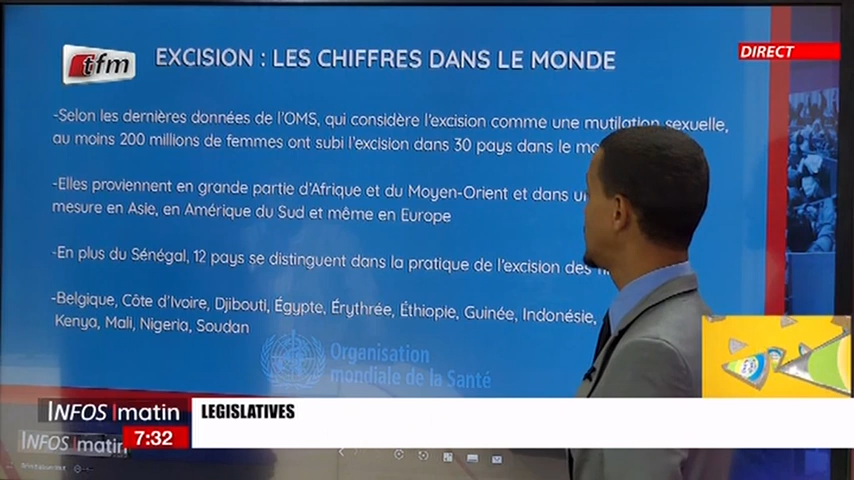 tfm
EXCISION : LES CHIFFRES DANS LE MONDE
DIRECT
-Selon les dernières données de l'OMS, qui considère l'excision comme une mutilation sexuelle,
au moins 200 millions de femmes ont subi l'excision dans 30 pays dans le
-Elles proviennent en grande partie d'Afrique et du Moyen-Orient et dans
mesure en Asie, en Amérique du Sud et même en Europe
-En plus du Sénégal, 12 pays se distinguent dans la pratique de l'excision des
-Belgique, Côte d'Ivoire, Djibouti, Égypte, Érythrée, Éthiopie, Guinée, Indonésie,
Kenya, Mali, Nigeria, Soudan
Organisation
mondiale de la Santé
INFOS matin
LEGISLATIVES
7:32
INFOS matin